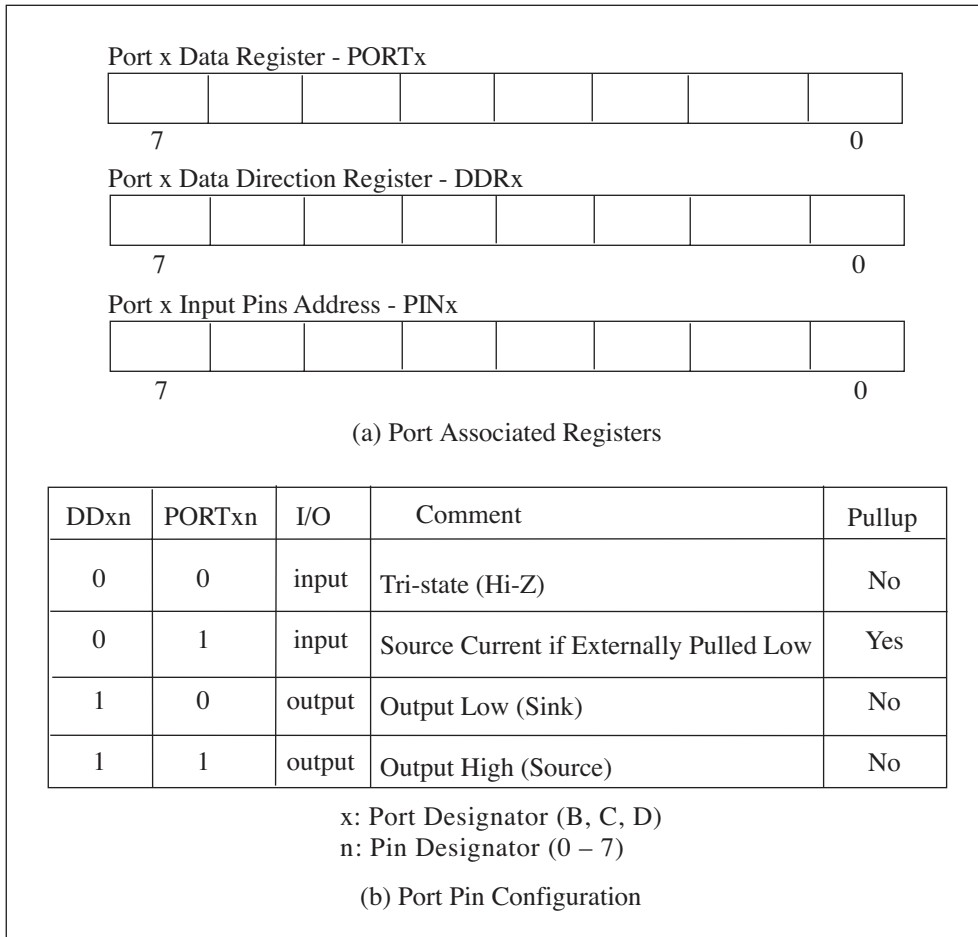 Port x Data Register - PORTx
7 0
Port x Data Direction Register - DDRx
7 0
Port x Input Pins Address - PINx
7 0
(a) Port Associated Registers
DDxn PORTxn I/O Comment Pullup
0 0 input Tri-state (Hi-Z) No
0 1 input Source Current if Externally Pulled Low Yes
1 0 output Output Low (Sink) No
1 1 output Output High (Source) No
x: Port Designator (B, C, D)
n: Pin Designator (0 – 7)
(b) Port Pin Configuration